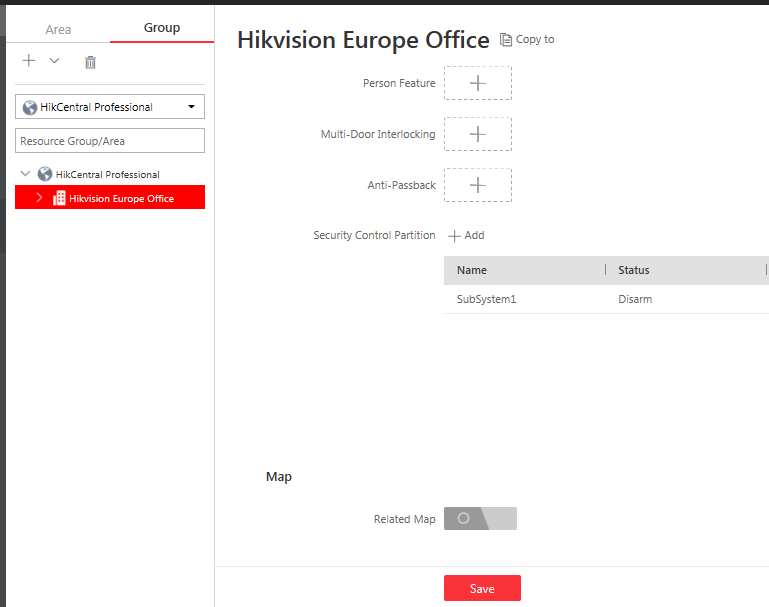 Area
Group
HikCentral Professional
Resource Group/Area
HikCentral Professional
Hikvision Europe Office
Hikvision Europe Office
Copy to
Person Feature
Multi-Door Interlocking
Anti-Passback
Security Control Partition
Add
Name Status
SubSystem1 Disarm
Map
Related Map
Save